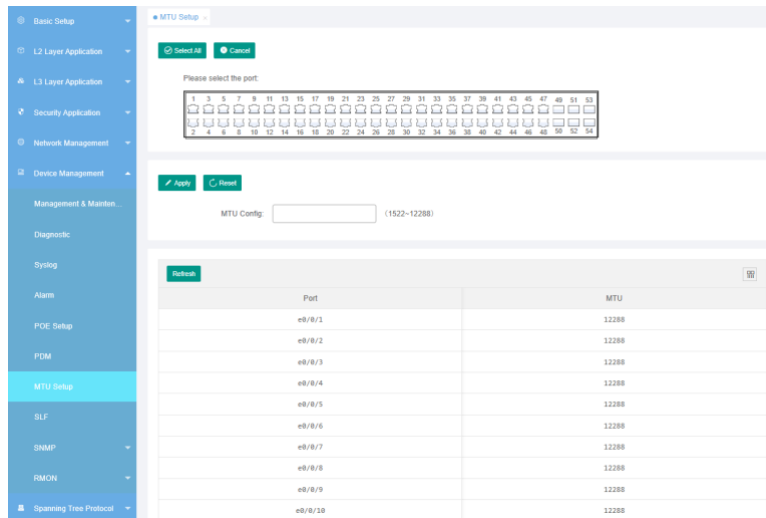 Basic Setup
L2 Layer Application
L3 Layer Application
Security Application
Network Management
Device Management
Management & Mainten...
Diagnostic
Syslog
Alarm
POE Setup
PDM
MTU Setup
SLF
SNMP
RMON
Spanning Tree Protocol
MTU Setup ×
Select All Cancel
Please select the port:
1 3 5 7 9 11 13 15 17 19 21 23 25 27 29 31 33 35 37 39 41 43 45 47 49 51 53
2 4 6 8 10 12 14 16 18 20 22 24 26 28 30 32 34 36 38 40 42 44 46 48 50 52 54
Apply Reset
MTU Config: (1522~12288)
Refresh
Port MTU
e0/0/1 12288
e0/0/2 12288
e0/0/3 12288
e0/0/4 12288
e0/0/5 12288
e0/0/6 12288
e0/0/7 12288
e0/0/8 12288
e0/0/9 12288
e0/0/10 12288